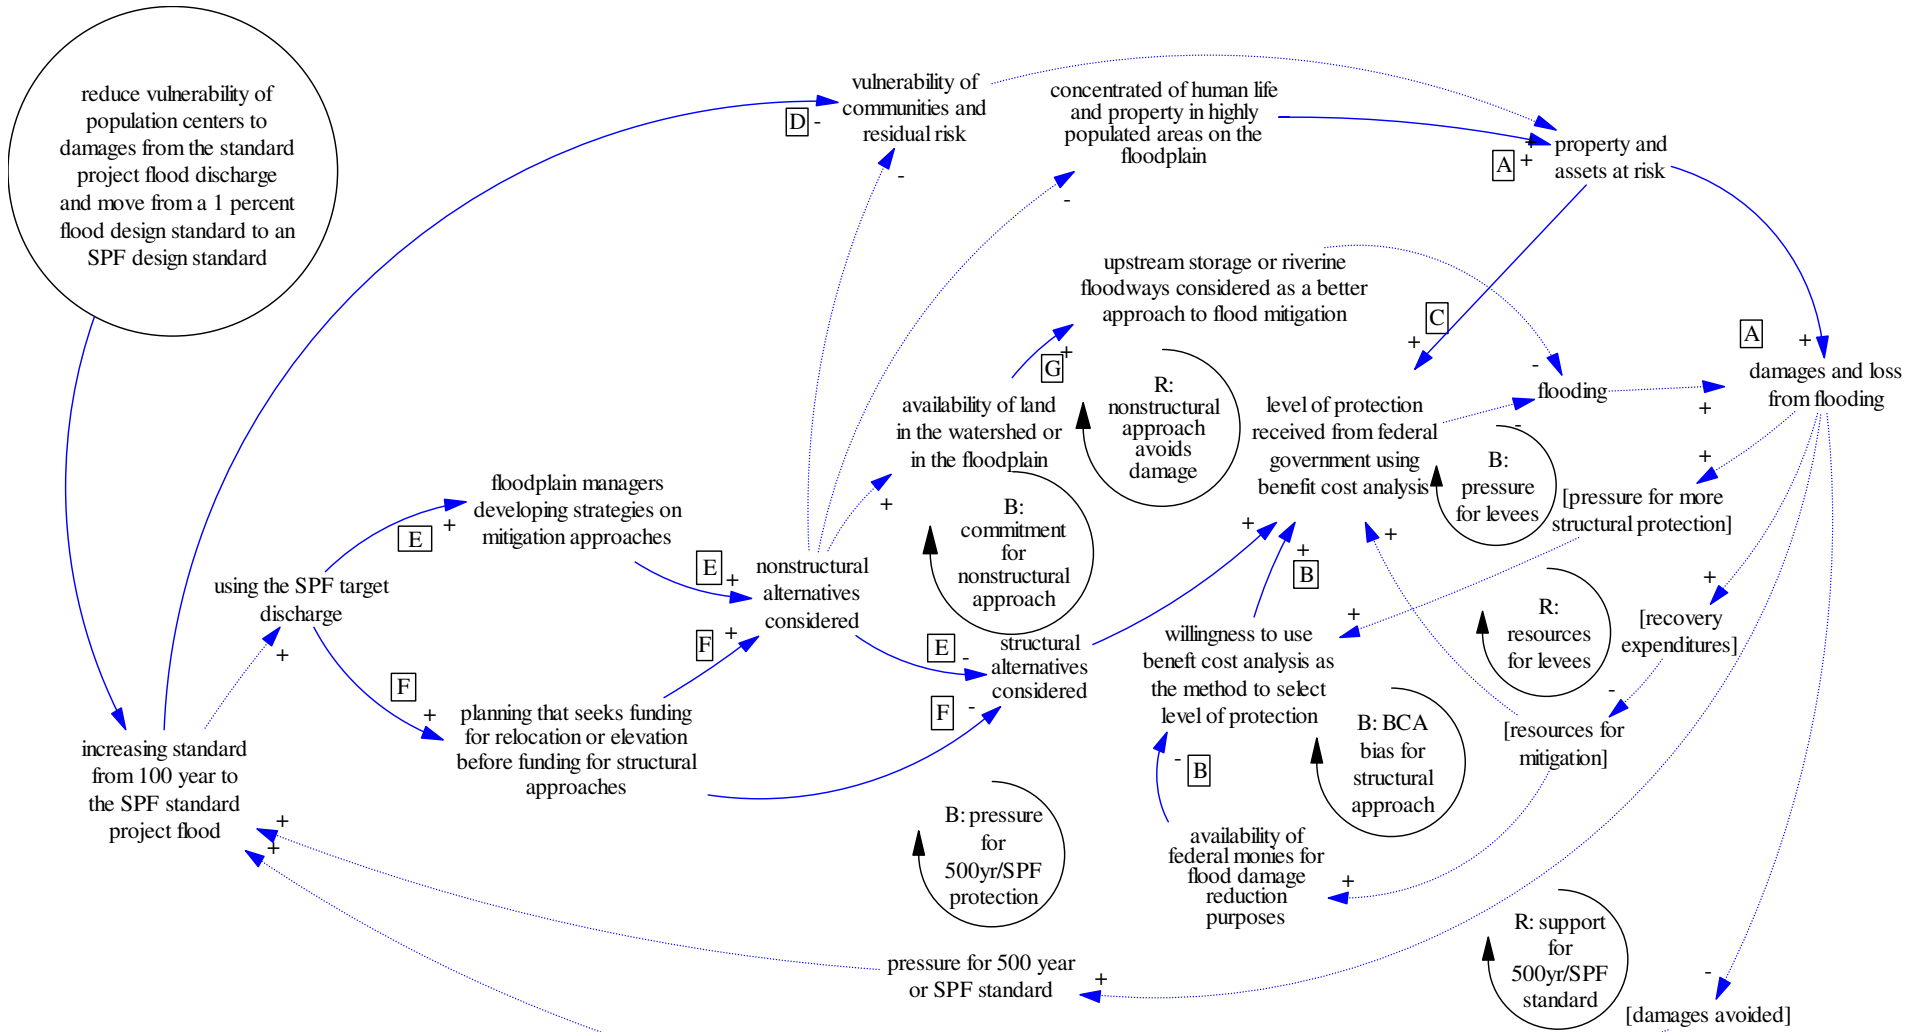 reduce vulnerability of
population centers to
damages from the standard
project flood discharge
and move from a 1 percent
flood design standard to an
SPF design standard
vulnerability of
communities and
residual risk
D -
-
concentrated of human life
and property in highly
populated areas on the
floodplain
-
property and
assets at risk
A +
+
upstream storage or riverine
floodways considered as a better
approach to flood mitigation
G +
C
+
A +
-
flooding
+
damages and loss
from flooding
availability of land
in the watershed or
in the floodplain
+
R:
nonstructural
approach
avoids
damage
level of protection
received from federal
government using
benefit cost analysis
-
B:
pressure
for levees
+
[pressure for more
structural protection]
floodplain managers
developing strategies on
mitigation approaches
E +
E +
B:
commitment
for
nonstructural
approach
+
+
B
+
using the SPF target
discharge
+
nonstructural
alternatives
considered
F +
E -
structural
alternatives
considered
F -
willingness to use
beneft cost analysis as
the method to select
level of protection
+
R:
resources
for levees
+
[recovery
expenditures]
-
[resources for
mitigation]
F
+
planning that seeks funding
for relocation or elevation
before funding for structural
approaches
increasing standard
from 100 year to
the SPF standard
project flood
+
+
- B
B: BCA
bias for
structural
approach
B: pressure
for
500yr/SPF
protection
availability of
federal monies for
flood damage
reduction
purposes
+
pressure for 500 year
or SPF standard
+
R: support
for
500yr/SPF
standard
-
[damages avoided]